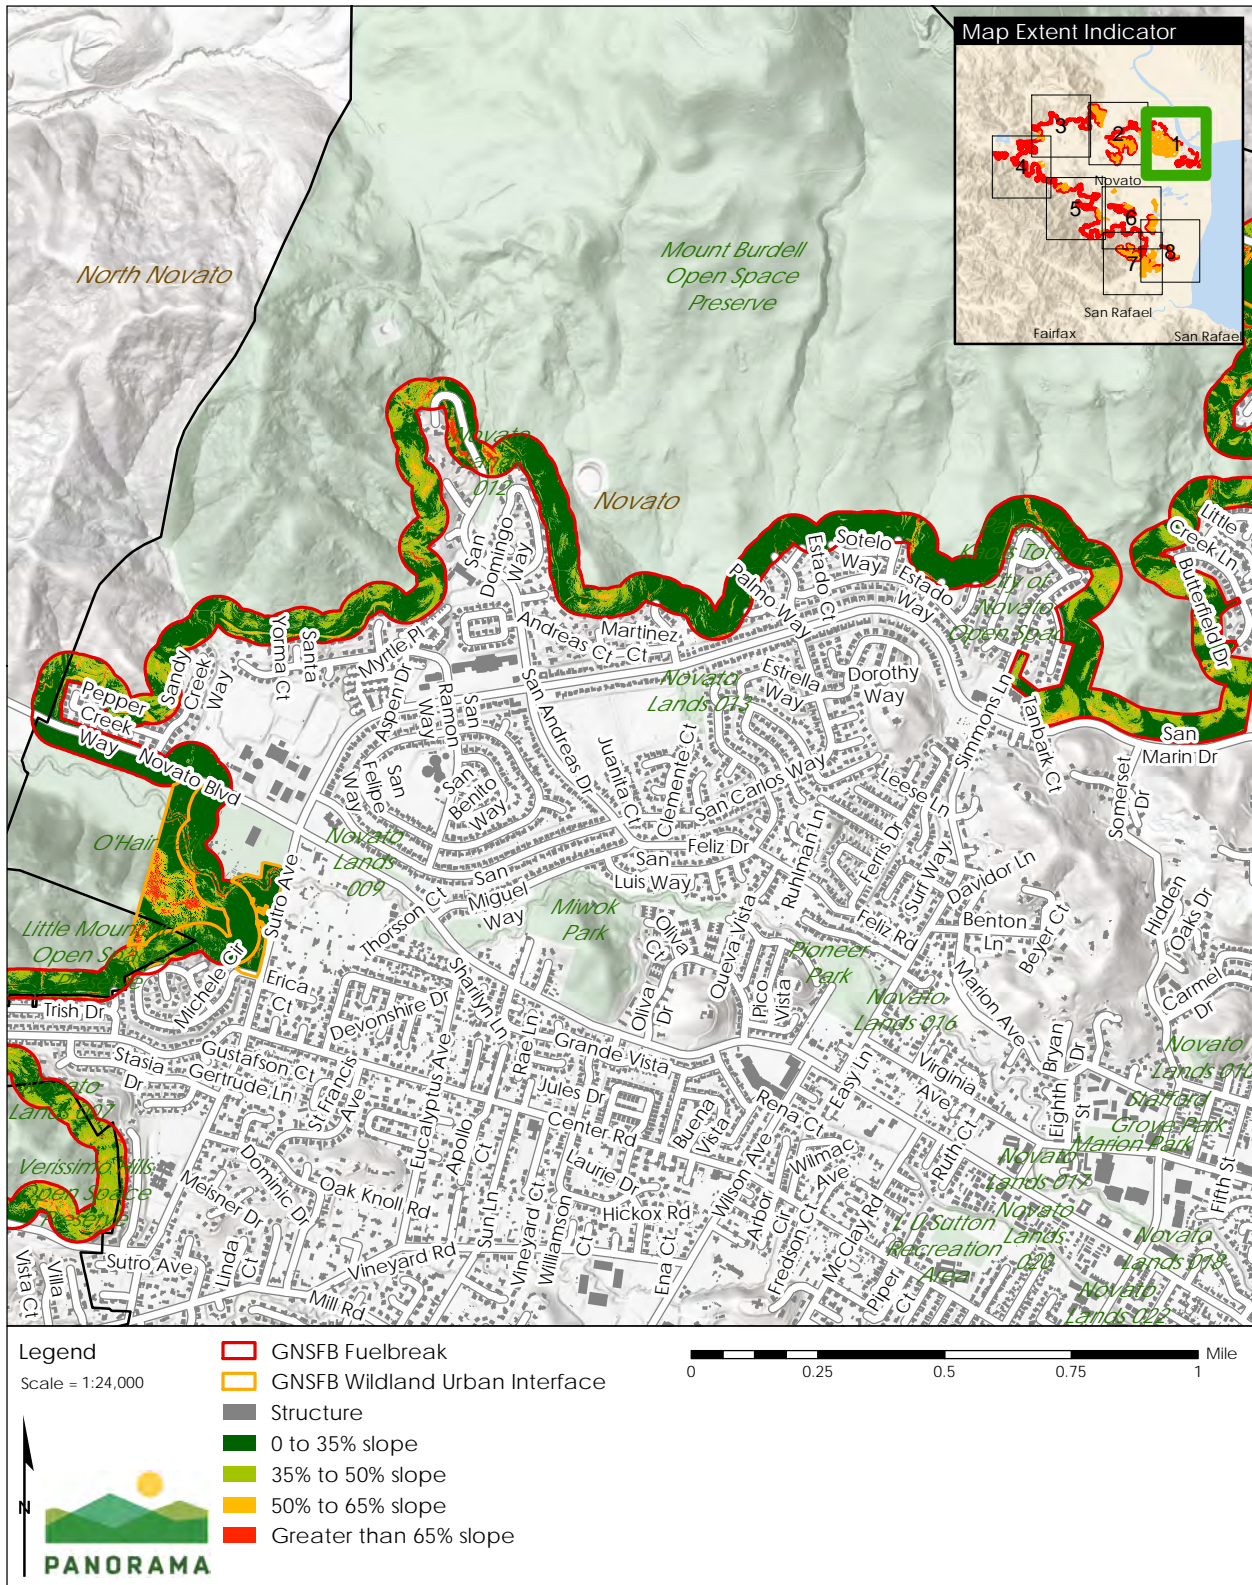 Map Extent Indicator
3
2
1
4
Novato
5
6
8
7
San Rafael
Fairfax
San Rafael
North Novato
Mount Burdell
Open Space
Preserve
Novato
012
Novato
San
Domingo
Way
Sotelo
Way
Estado Ct
Estado
Way
Palmo Way
City of
Novato
Open Space
Little
Creek Ln
Butterfield Dr
Yorma Ct
Santa
Myrtle Pl
Martinez
Ct
Andreas Ct
Sandy
Creek
Way
Pepper
Creek
Way
Novato Blvd
Aspen Dr
Ramon
Way
San
San Andreas Dr
Novato
Lands 013
Estrella
Way
Dorothy
Way
Simmons Ln
Tanbark Ct
San
Marin Dr
Somerset
Dr
Felipe
Way
San
San
Benito
Way
Juanita Ct
Clemente Ct
San Carlos Way
Leese Ln
O'Hair
Novato
Lands
009
San
Miguel
Way
San
Luis Way
Feliz Dr
Ruhlman Ln
Ferris Dr
Surf Way
Davidor Ln
Benton
Ln
Beyer Ct
Hidden
Oaks Dr
Sutro Ave
Thorsson Ct
Miwok
Park
Oliva
Ct
Oliva
Dr
Queva Vista
Pico
Vista
Feliz Rd
Pioneer
Park
Novato
Lands 016
Marion Ave
Carmel
Dr
Little Mount
Open Space
Michele Cir
Erica
Ct
Trish Dr
Devonshire Dr
Sharilyn Ln
Rae Ln
Grande Vista
Stasia
Dr
Gustafson Ct
Gertrude Ln
St Francis
Ave
Eucalyptus Ave
Jules Dr
Center Rd
Buena
Vista
Rena Ct
Easy Ln
Virginia
Ave
Bryan
Dr
Eighth
St
Novato
Lands 010
Stafford
Grove Park
Marion Park
Lands 007
Verissimo Hills
Open Space
Apollo
Ct
Laurie Dr
Wilson Ave
Wilmac
Ave
Ruth Ct
Novato
Lands 017
Fifth St
Dominic Dr
Meisner Dr
Oak Knoll Rd
Sun Ln
Vineyard Ct
Williamson
Ct
Hickox Rd
Arbor
Cir
Fredson Ct
McClay Rd
L U Sutton
Recreation
Area
Novato
Lands
020
Novato
Lands 018
Vista Ct
Villa
Sutro Ave
Linda
Ct
Vineyard Rd
Mill Rd
Ena Ct
Piper
Ct
Novato
Lands 022
Legend
Scale = 1:24,000
N
PANORAMA
GNSFB Fuelbreak
GNSFB Wildland Urban Interface
Structure
0 to 35% slope
35% to 50% slope
50% to 65% slope
Greater than 65% slope
0
0.25
0.5
0.75
1
Mile